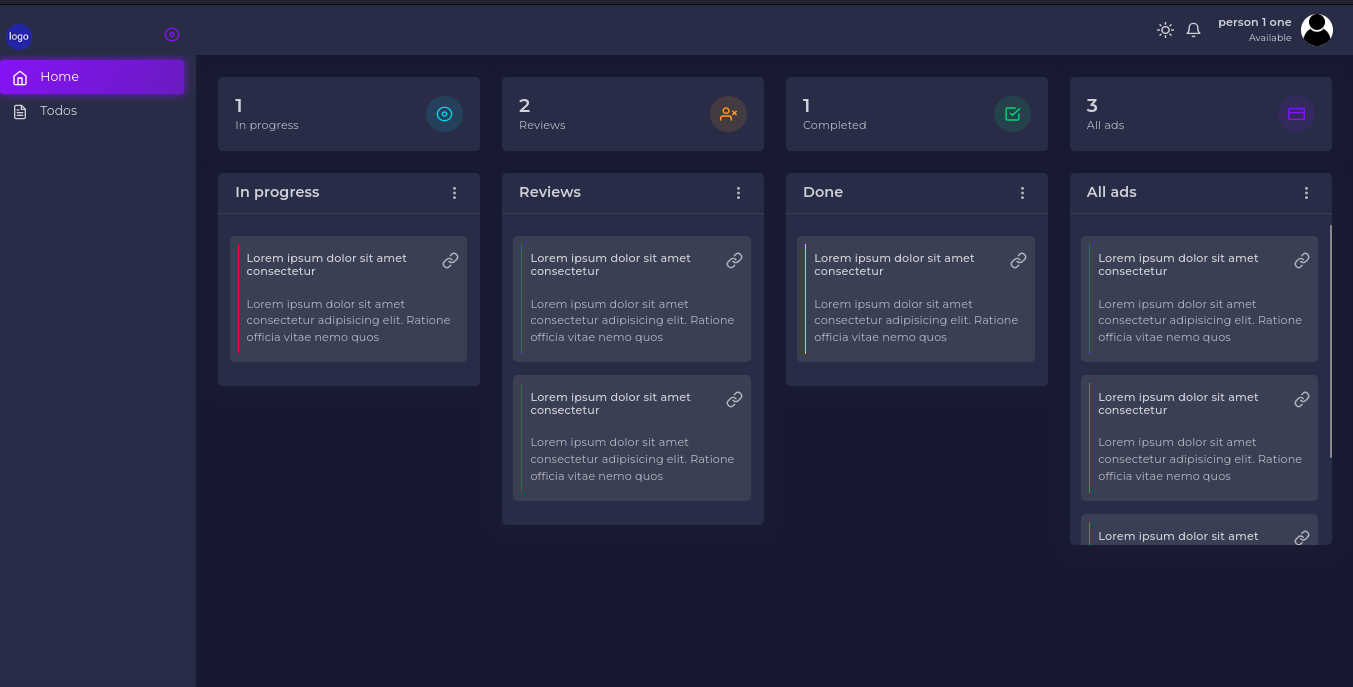 logo
person 1 one
Available
Home
Todos
1
In progress
2
Reviews
1
Completed
3
All ads
In progress
Lorem ipsum dolor sit amet
consectetur
Lorem ipsum dolor sit amet
consectetur adipisicing elit. Ratione
officia vitae nemo quos
Reviews
Lorem ipsum dolor sit amet
consectetur
Lorem ipsum dolor sit amet
consectetur adipisicing elit. Ratione
officia vitae nemo quos
Lorem ipsum dolor sit amet
consectetur
Lorem ipsum dolor sit amet
consectetur adipisicing elit. Ratione
officia vitae nemo quos
Done
Lorem ipsum dolor sit amet
consectetur
Lorem ipsum dolor sit amet
consectetur adipisicing elit. Ratione
officia vitae nemo quos
All ads
Lorem ipsum dolor sit amet
consectetur
Lorem ipsum dolor sit amet
consectetur adipisicing elit. Ratione
officia vitae nemo quos
Lorem ipsum dolor sit amet
consectetur
Lorem ipsum dolor sit amet
consectetur adipisicing elit. Ratione
officia vitae nemo quos
Lorem ipsum dolor sit amet